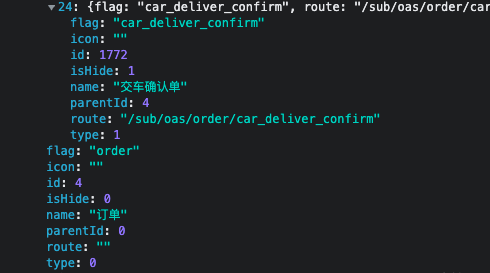 24: {flag: "car_deliver_confirm", route: "/sub/oas/order/car
flag: "car_deliver_confirm"
icon: ""
id: 1772
isHide: 1
name: "交车确认单"
parentId: 4
route: "/sub/oas/order/car_deliver_confirm"
type: 1
flag: "order"
icon: ""
id: 4
isHide: 0
name: "订单"
parentId: 0
route: ""
type: 0